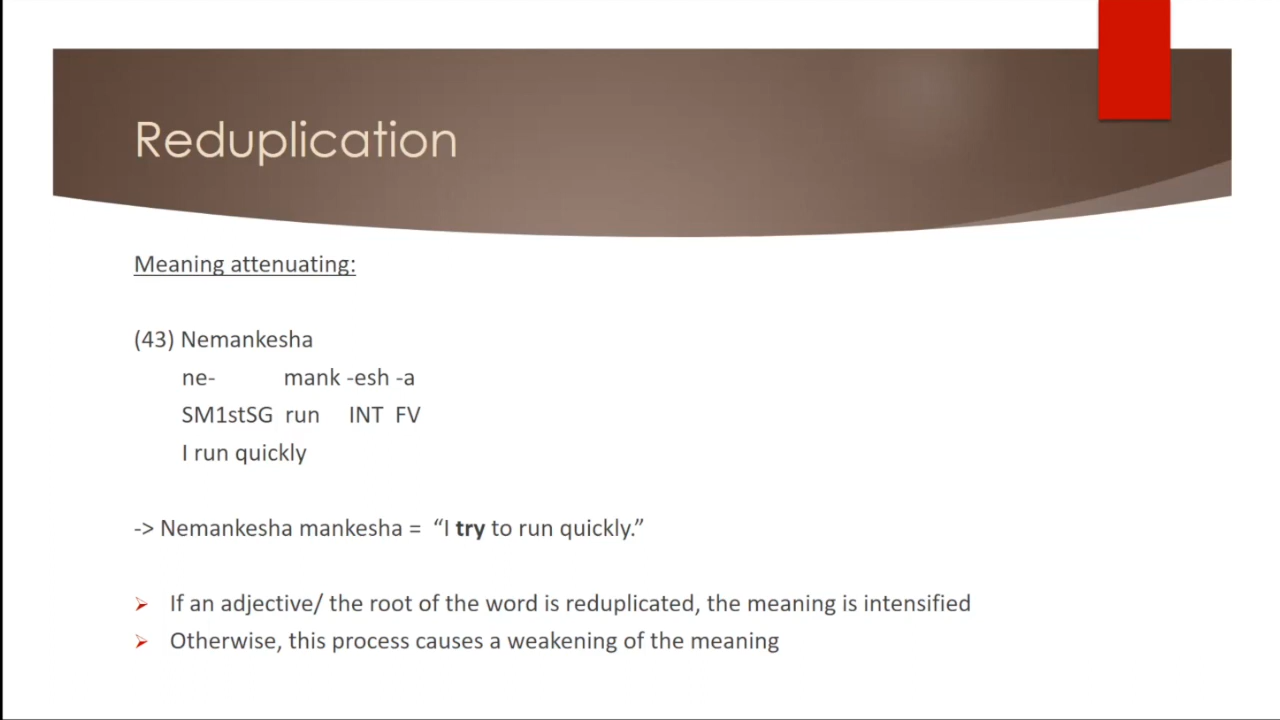 Reduplication
Meaning attenuating:
(43) Nemankesha
ne- mank -esh -a
SM1stSG run INT FV
I run quickly
-> Nemankesha mankesha = “I try to run quickly.”
If an adjective/ the root of the word is reduplicated, the meaning is intensified
Otherwise, this process causes a weakening of the meaning